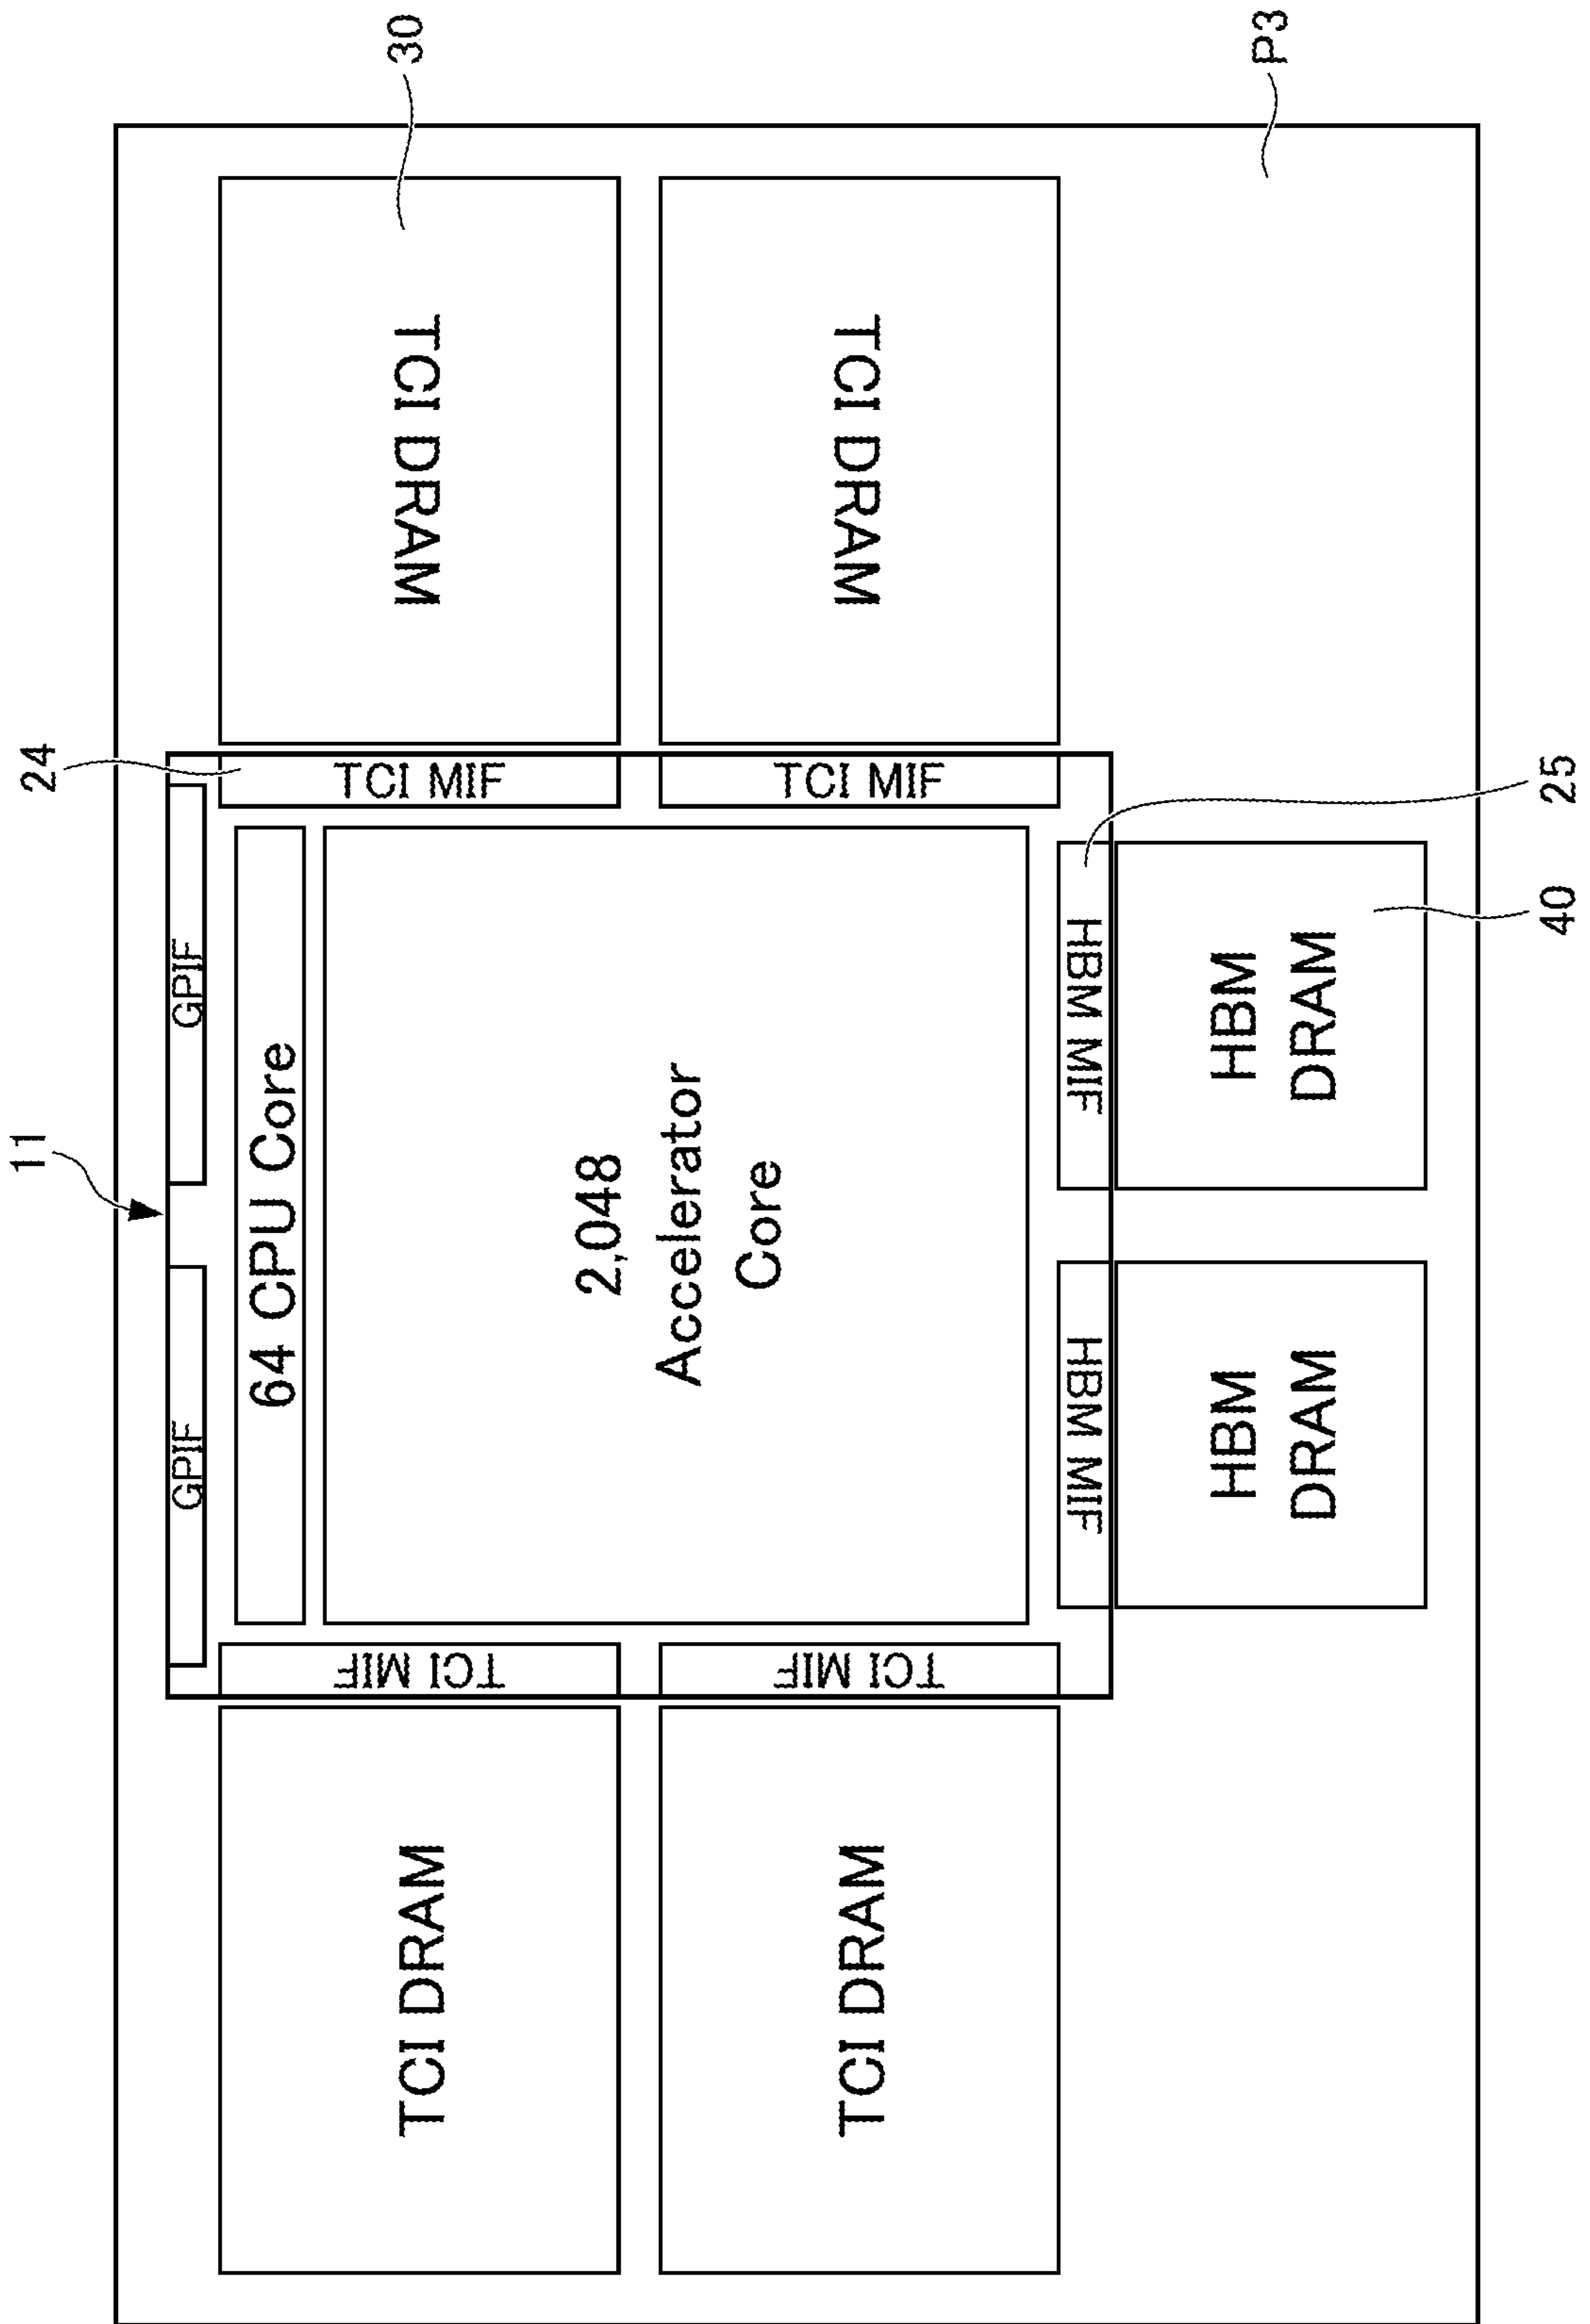 11
24
30
P3
GPIF
GPIF
64 CPU Core
2,048
Accelerator
Core
TCI MIF
TCI MIF
TCI MIF
TCI MIF
TCI DRAM
TCI DRAM
TCI DRAM
TCI DRAM
HBM MIF
HBM MIF
HBM
DRAM
HBM
DRAM
40
25